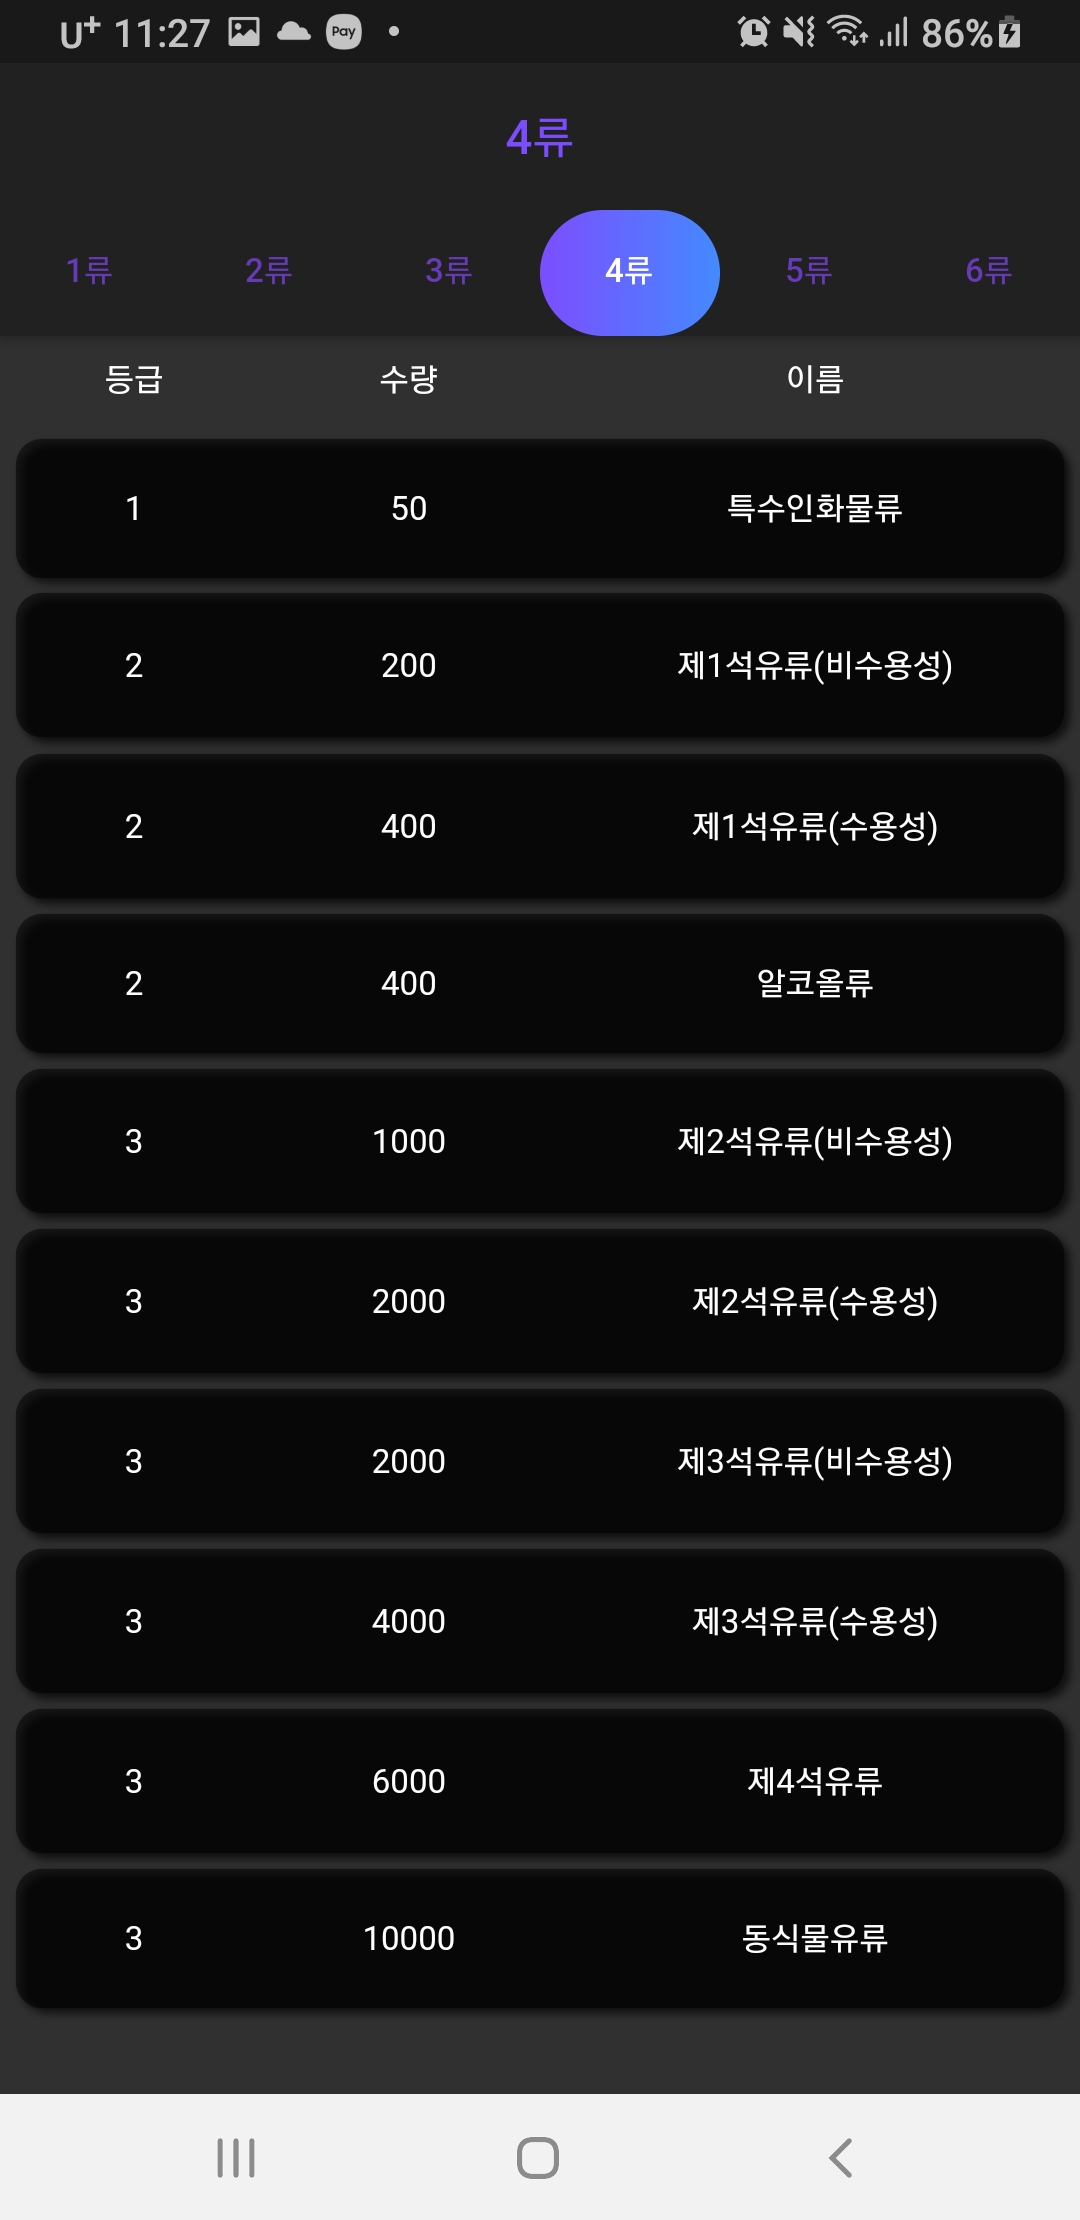 U+ 11:27 Pay 86%
4류
1류 2류 3류 4류 5류 6류
등급 수량 이름
1 50 특수인화물류
2 200 제1석유류(비수용성)
2 400 제1석유류(수용성)
2 400 알코올류
3 1000 제2석유류(비수용성)
3 2000 제2석유류(수용성)
3 2000 제3석유류(비수용성)
3 4000 제3석유류(수용성)
3 6000 제4석유류
3 10000 동식물유류